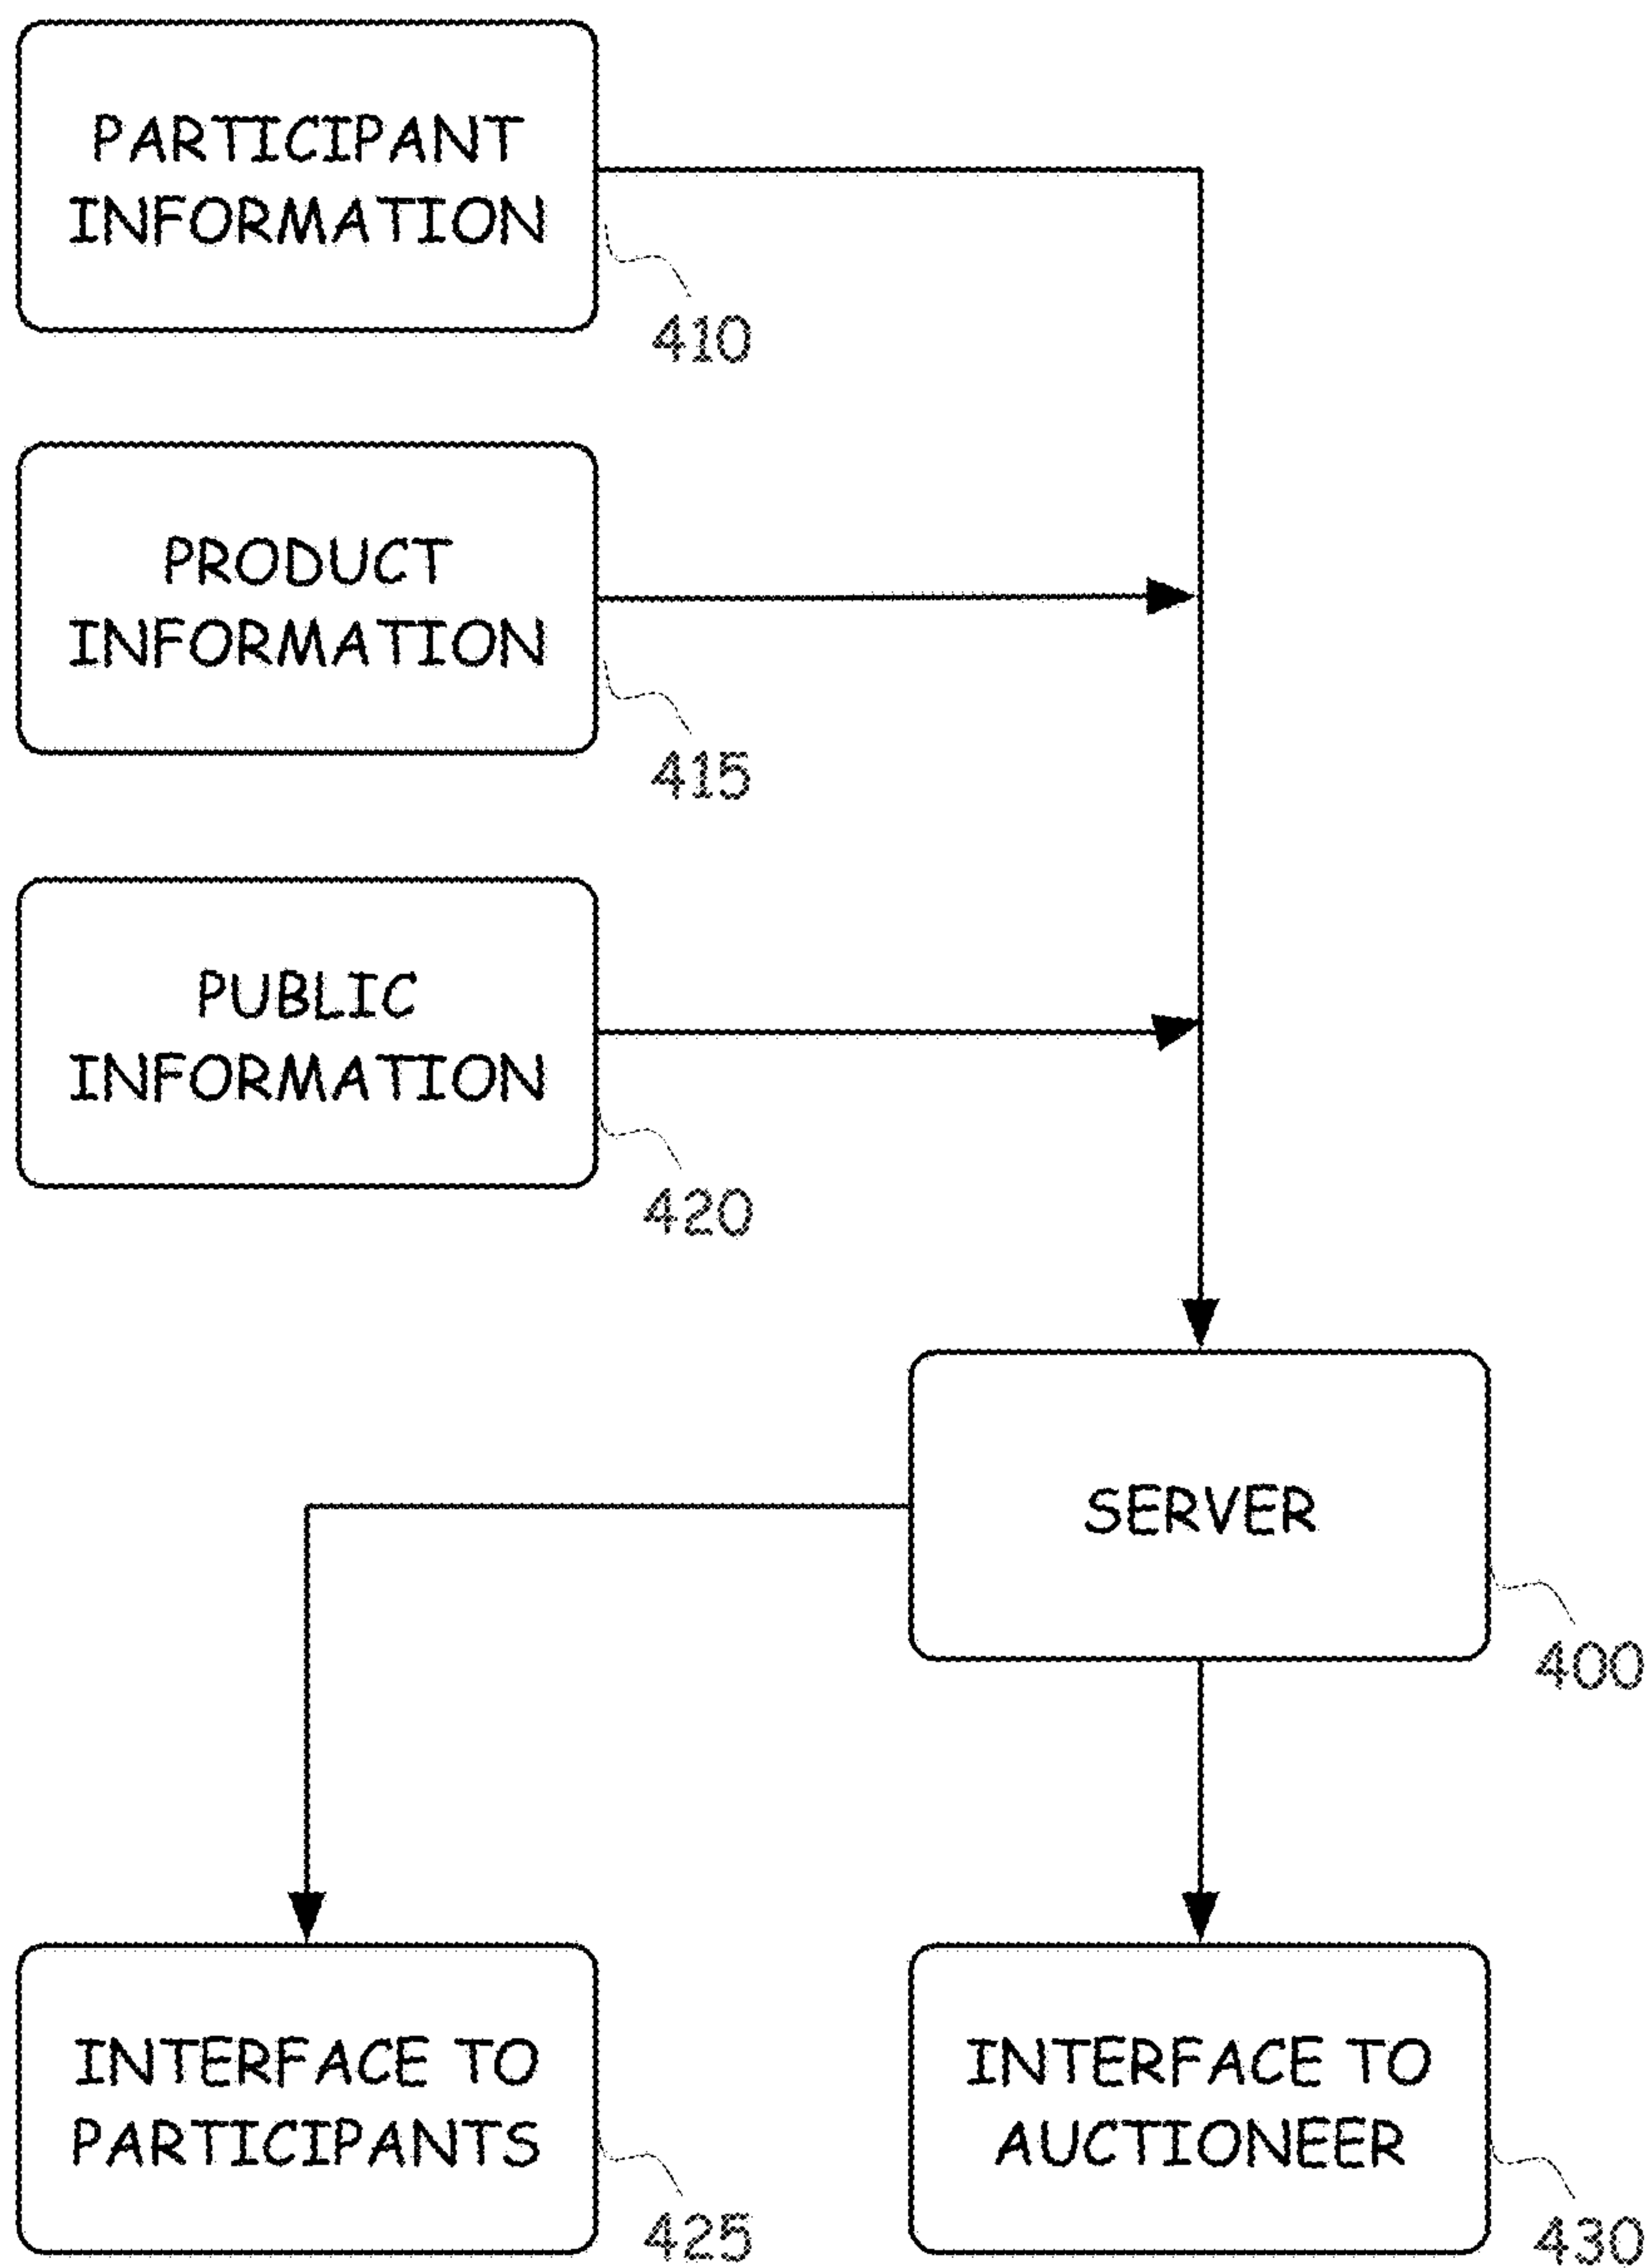 PARTICIPANT
INFORMATION
410
PRODUCT
INFORMATION
415
PUBLIC
INFORMATION
420
SERVER
400
INTERFACE TO
PARTICIPANTS
425
INTERFACE TO
AUCTIONEER
430